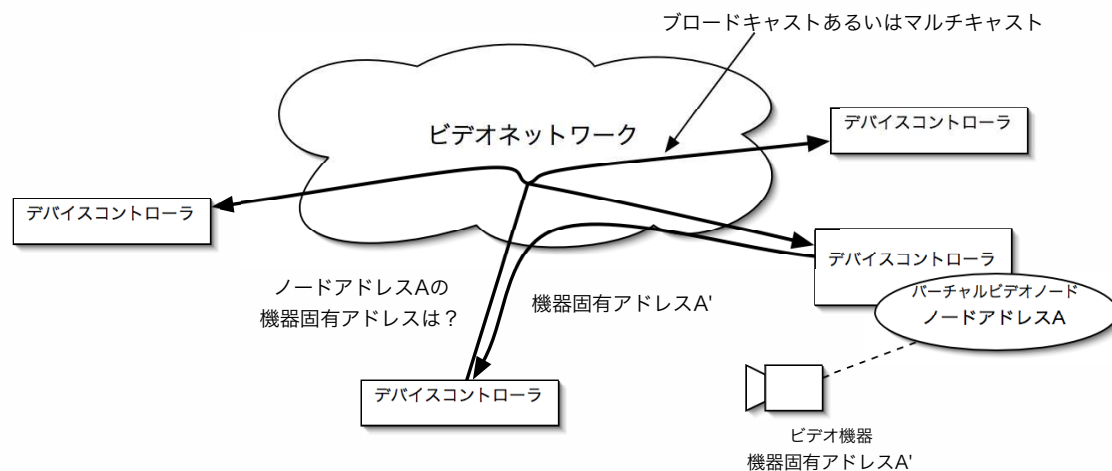 ブロードキャストあるいはマルチキャスト
ビデオネットワーク
デバイスコントローラ
デバイスコントローラ
デバイスコントローラ
バーチャルビデオノード
ノードアドレスA
ノードアドレスAの
機器固有アドレスは？
機器固有アドレスA'
デバイスコントローラ
ビデオ機器
機器固有アドレスA'